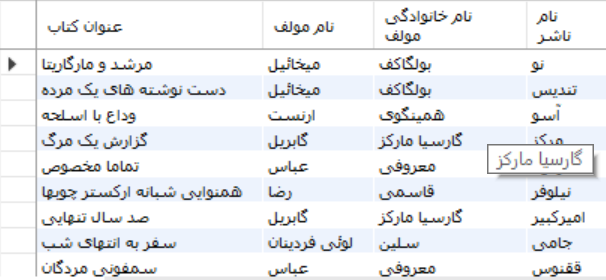 نام ناشر نام خانوادگی مولف نام مولف عنوان کتاب
نو بولگاکف میخائیل مرشد و مارگاریتا
تندیس بولگاکف میخائیل دست نوشته های یک مرده
آسو همینگوی ارنست وداع با اسلحه
مرکز گارسیا مارکز گابریل گزارش یک مرگ
گارسیا مارکز
معروفی عباس تماما مخصوص
نیلوفر قاسمی رضا همنوایی شبانه ارکستر چوبها
امیرکبیر گارسیا مارکز گابریل صد سال تنهایی
جامی سلین لوئی فردینان سفر به انتهای شب
ققنوس معروفی عباس سمفونی مردگان